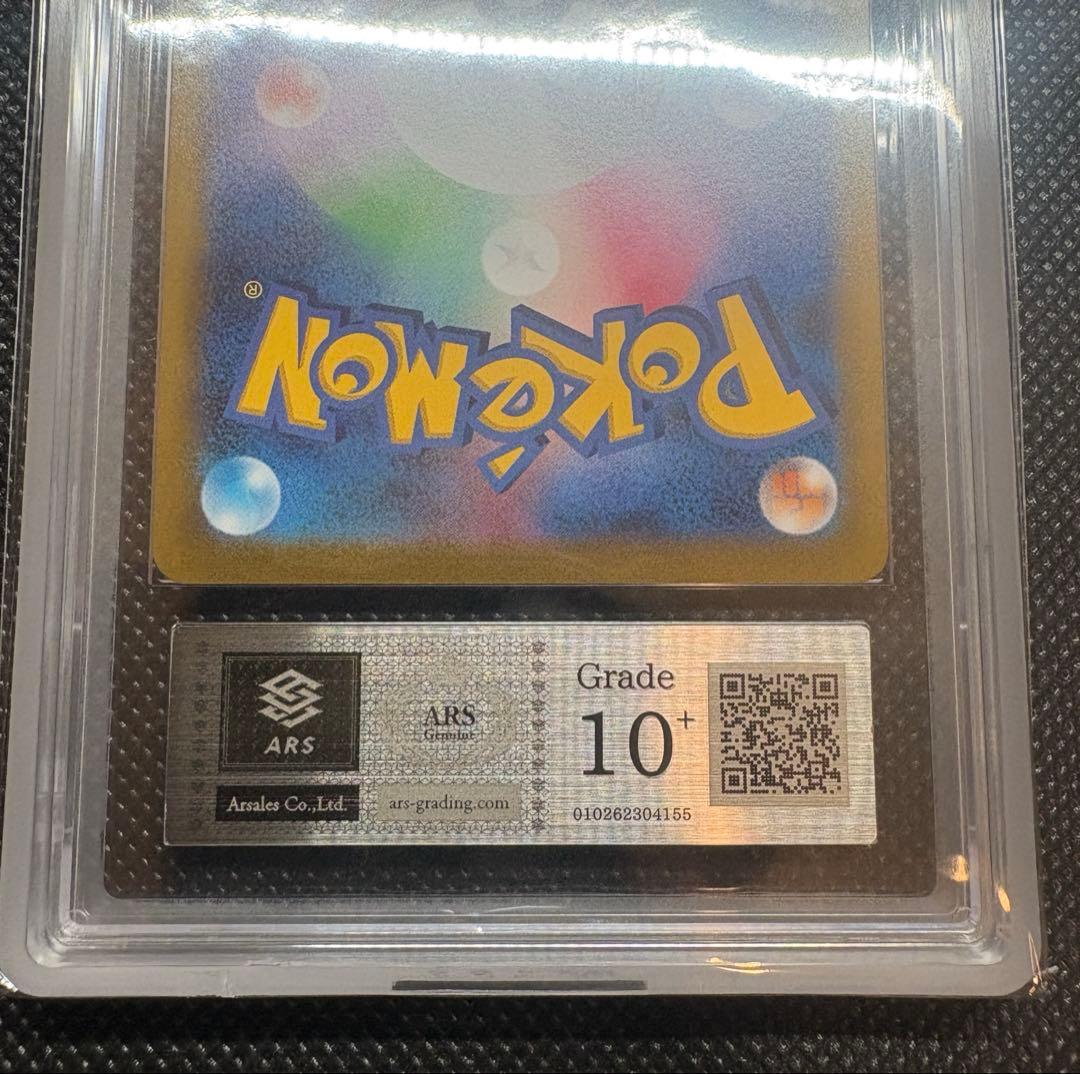 POKéMON
®
ARS
Arsales Co.,Ltd.
ARS
Genuine
ars-grading.com
Grade
10+
010262304155